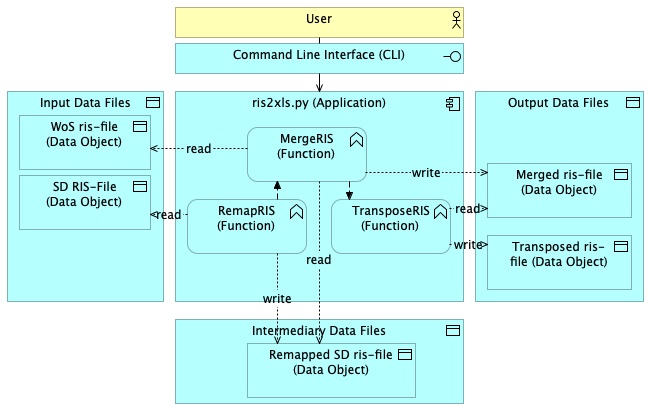 User
Command Line Interface (CLI)
Input Data Files
ris2xls.py (Application)
Output Data Files
WoS ris-file
(Data Object)
MergeRIS
(Function)
read
write
Merged ris-file
(Data Object)
SD RIS-File
(Data Object)
read
RemapRIS
(Function)
TransposeRIS
(Function)
read
write
Transposed ris-
file (Data Object)
read
write
Intermediary Data Files
Remapped SD ris-file
(Data Object)